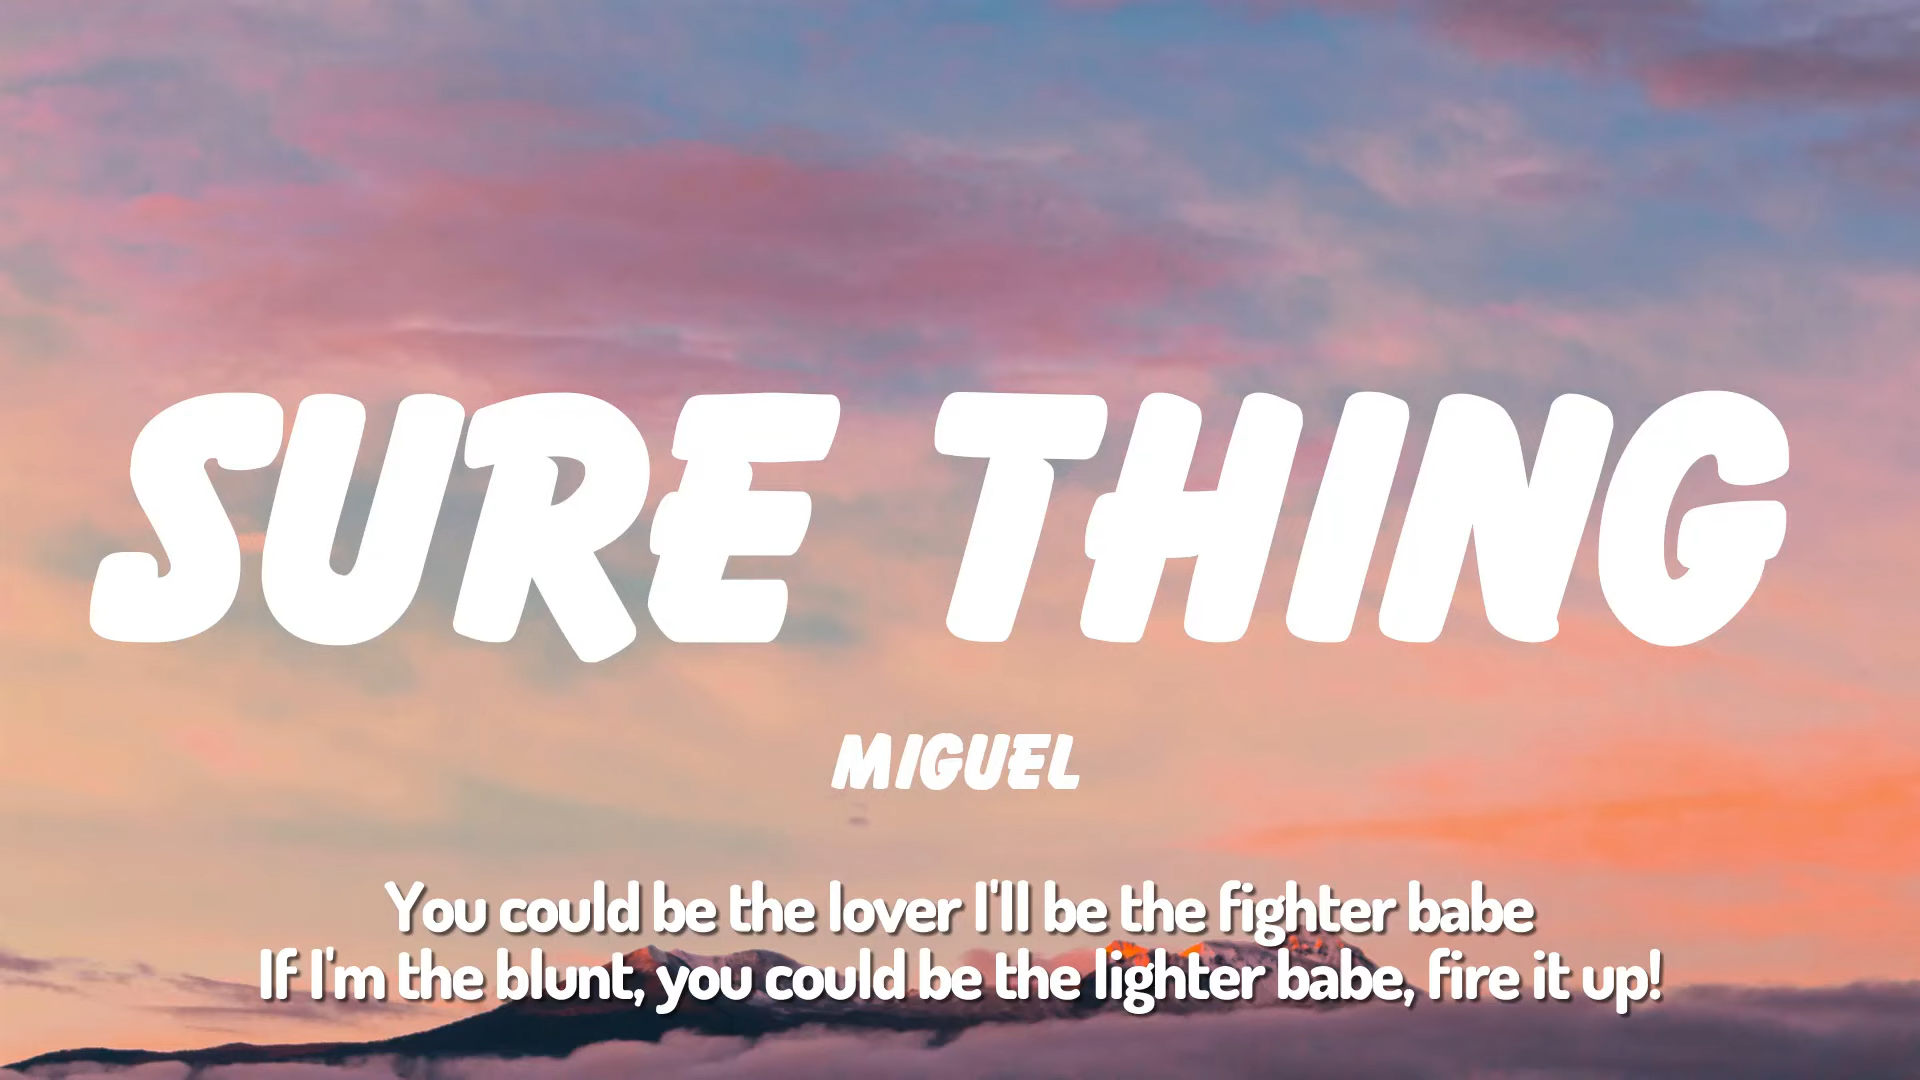 SURE THING
MIGUEL
You could be the lover I'll be the fighter babe
If I'm the blunt, you could be the lighter babe, fire it up!